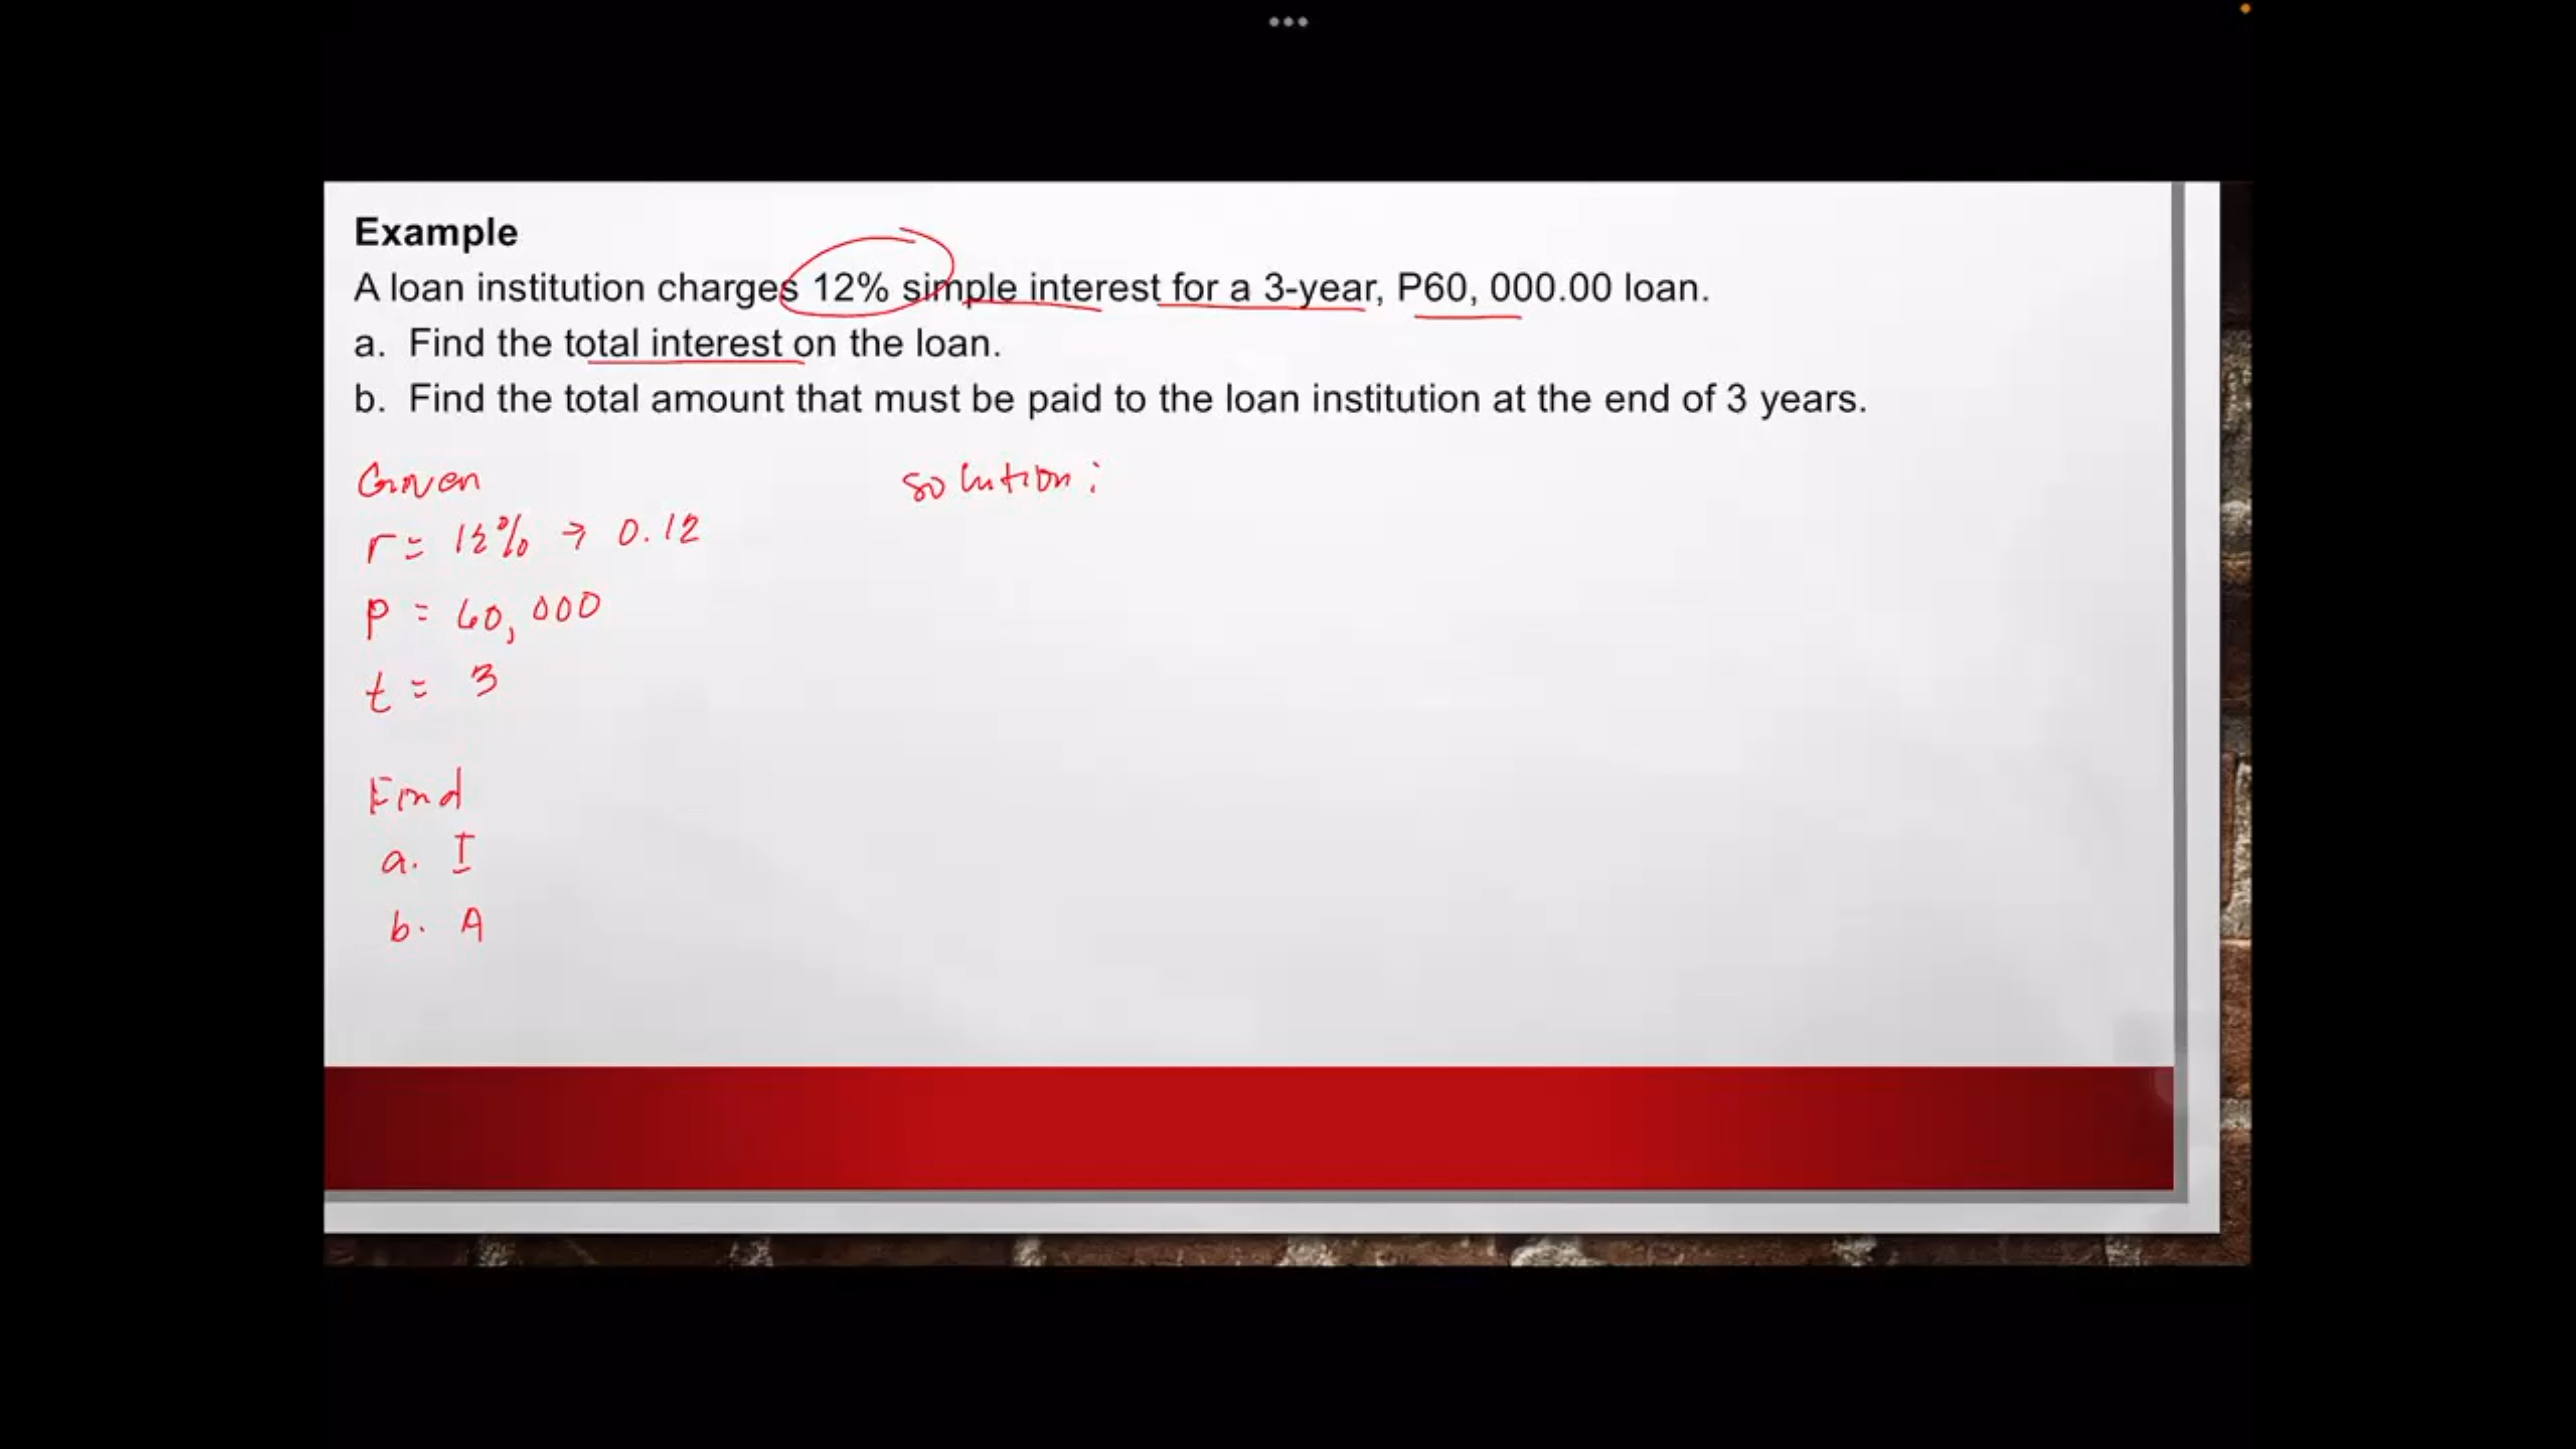 Example
A loan institution charges 12% simple interest for a 3-year, P60, 000.00 loan.
a. Find the total interest on the loan.
b. Find the total amount that must be paid to the loan institution at the end of 3 years.
Given
r = 12% → 0.12
P = 60,000
t = 3
Find
a. I
b. A
solution: